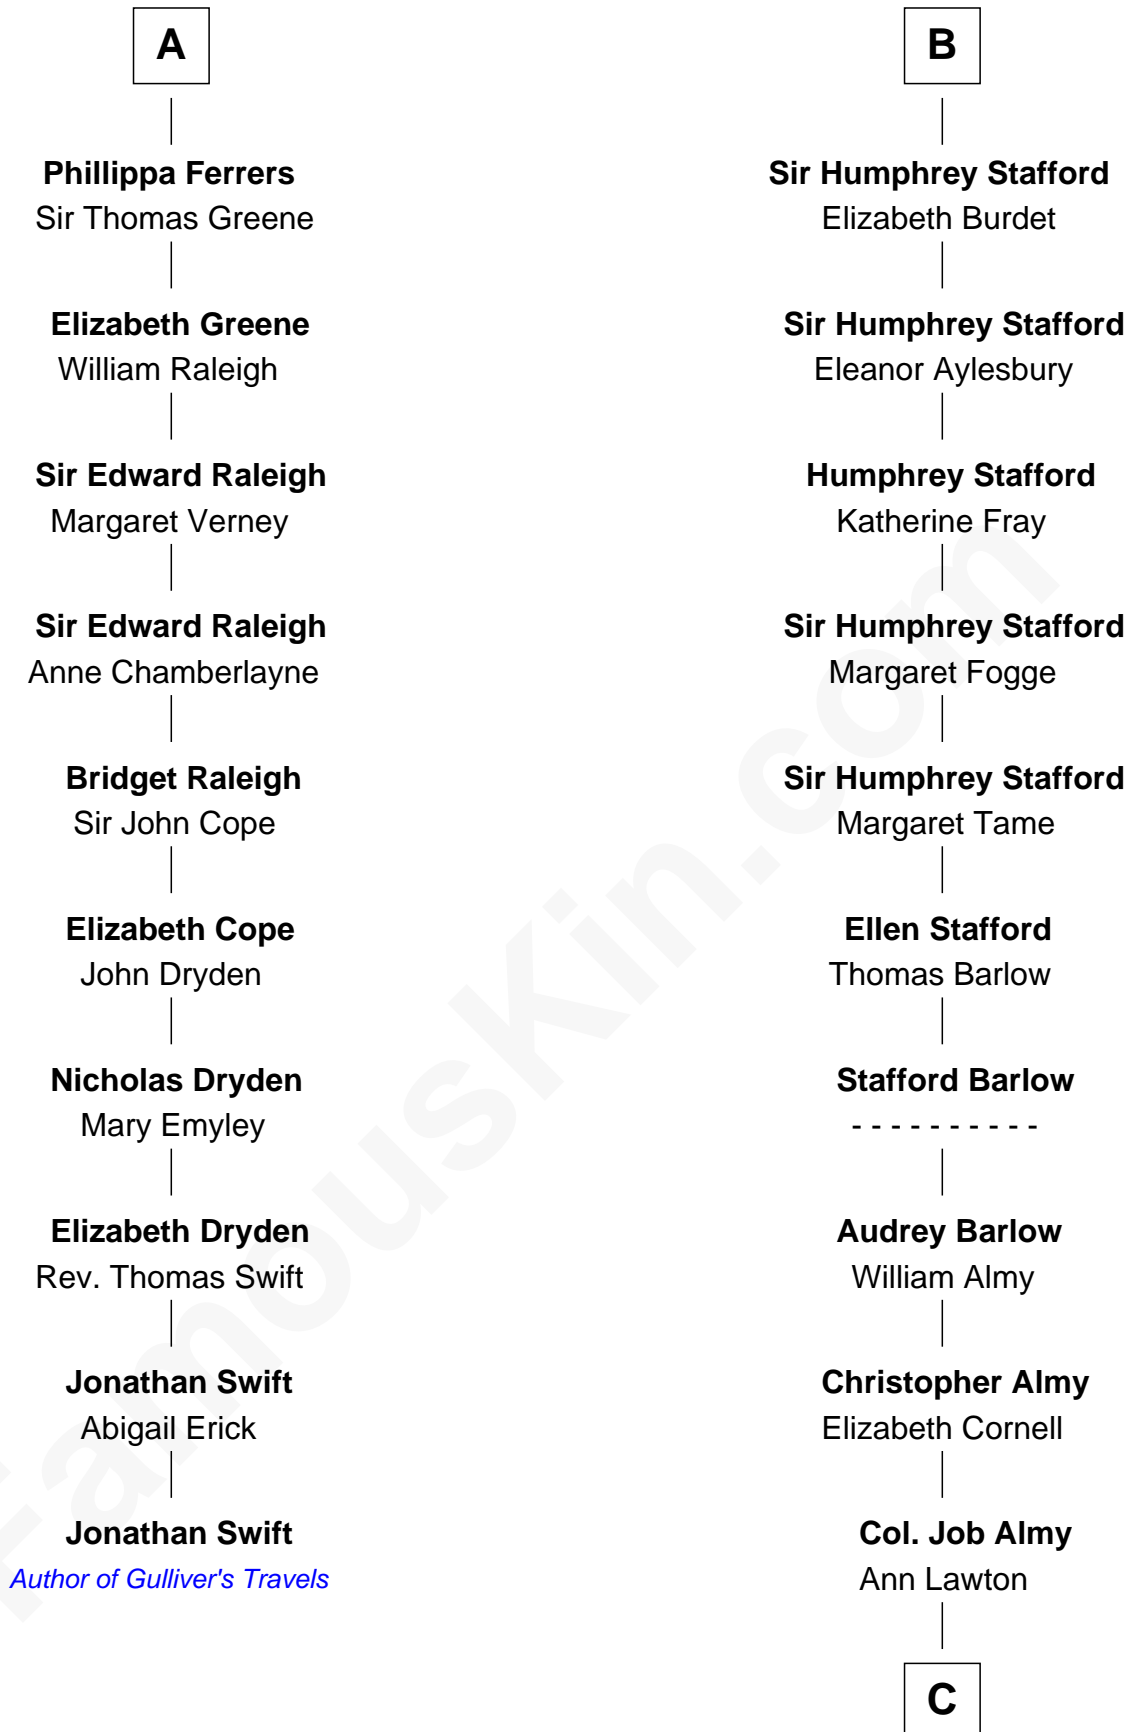 A
Phillippa Ferrers
Sir Thomas Greene
Elizabeth Greene
William Raleigh
Sir Edward Raleigh
Margaret Verney
Sir Edward Raleigh
Anne Chamberlayne
Bridget Raleigh
Sir John Cope
Elizabeth Cope
John Dryden
Nicholas Dryden
Mary Emyley
Elizabeth Dryden
Rev. Thomas Swift
Jonathan Swift
Abigail Erick
Jonathan Swift
Author of Gulliver's Travels
B
Sir Humphrey Stafford
Elizabeth Burdet
Sir Humphrey Stafford
Eleanor Aylesbury
Humphrey Stafford
Katherine Fray
Sir Humphrey Stafford
Margaret Fogge
Sir Humphrey Stafford
Margaret Tame
Ellen Stafford
Thomas Barlow
Stafford Barlow
- - - - - - - - - -
Audrey Barlow
William Almy
Christopher Almy
Elizabeth Cornell
Col. Job Almy
Ann Lawton
C
FamousKin.com